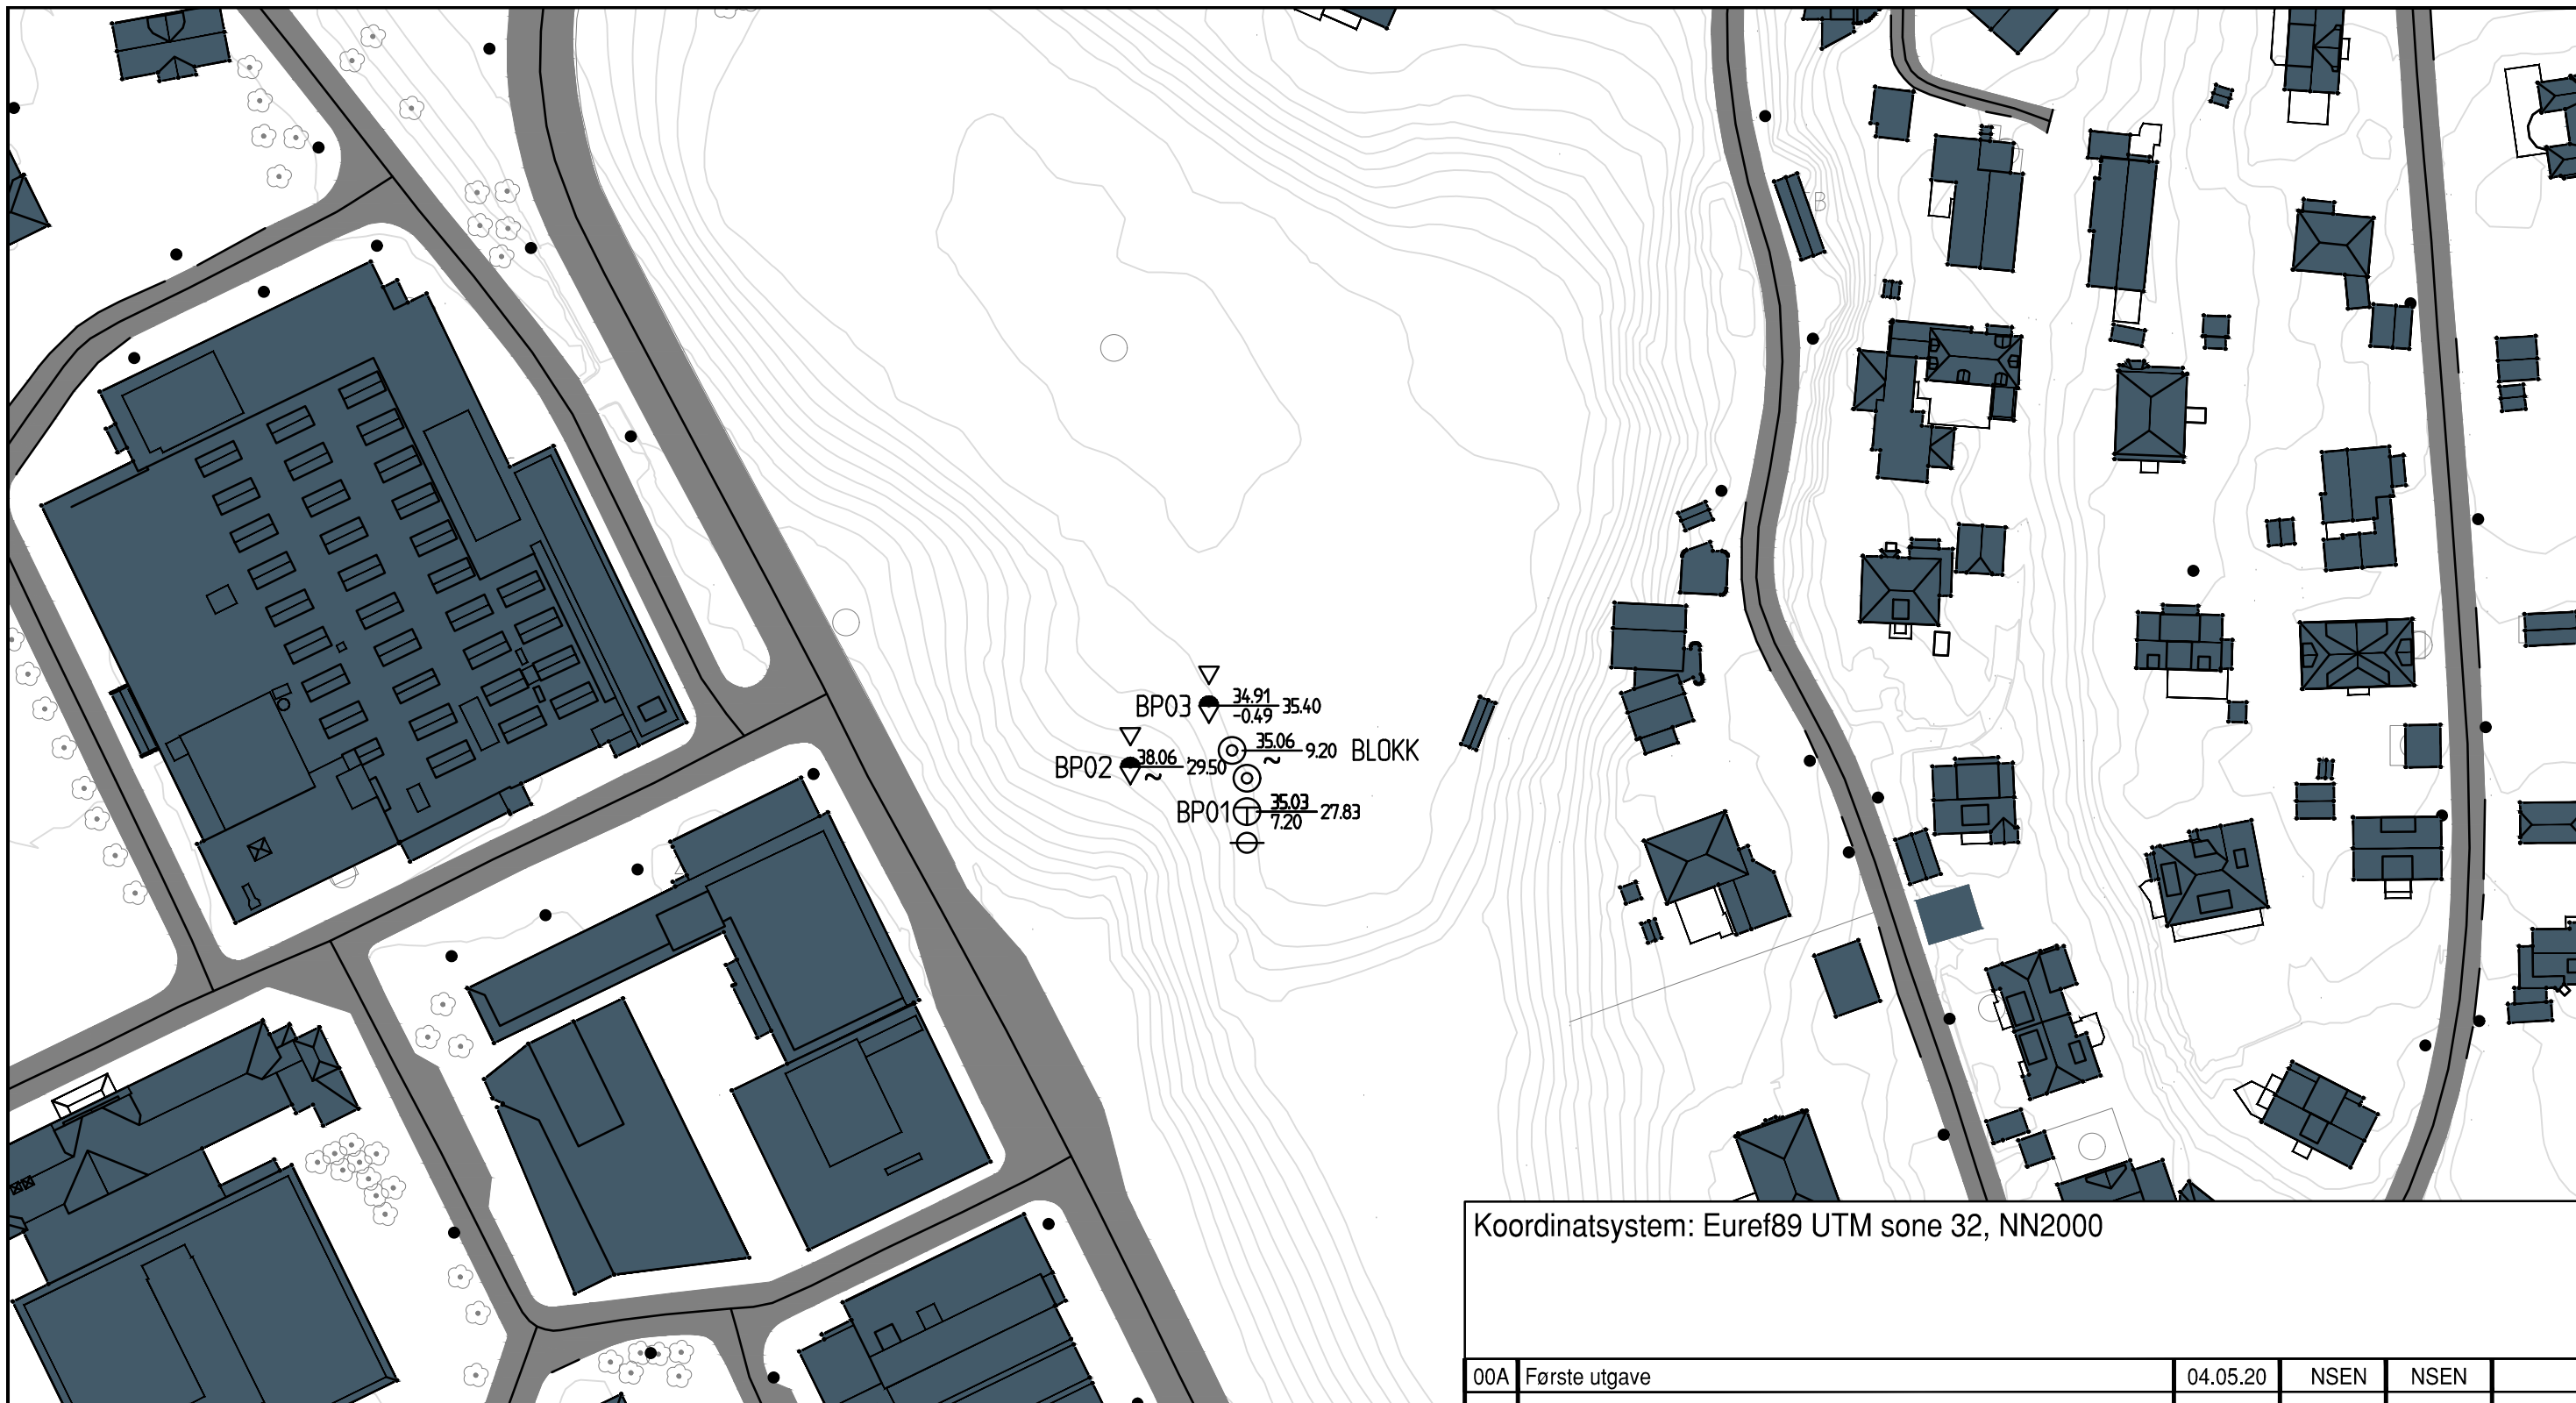 B
BP03 34.91 35.40
-0.49
35.06 9.20 BLOKK
~
BP02 38.06 29.50
~
BP01 35.03 27.83
7.20
Koordinatsystem: Euref89 UTM sone 32, NN2000
00A Første utgave 04.05.20 NSEN NSEN